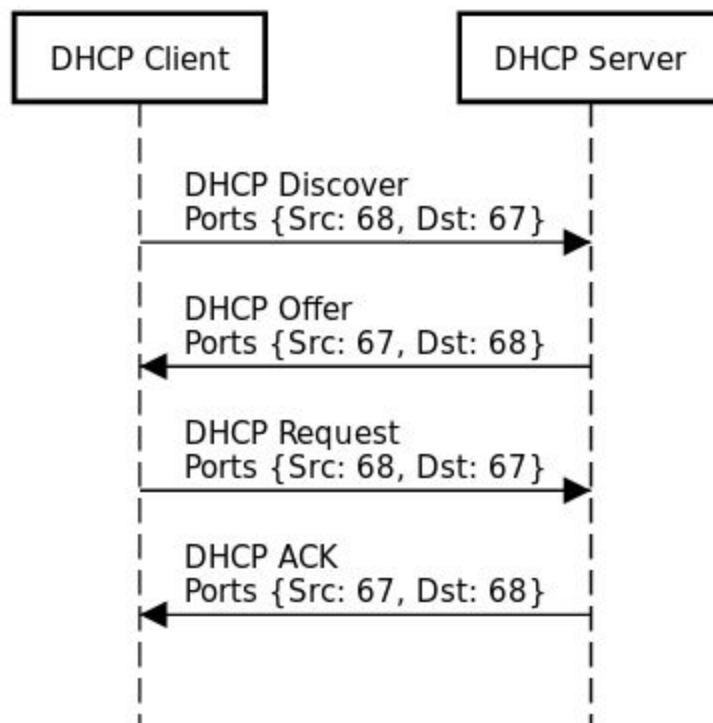 DHCP Client
DHCP Server
DHCP Discover
Ports {Src: 68, Dst: 67}
DHCP Offer
Ports {Src: 67, Dst: 68}
DHCP Request
Ports {Src: 68, Dst: 67}
DHCP ACK
Ports {Src: 67, Dst: 68}